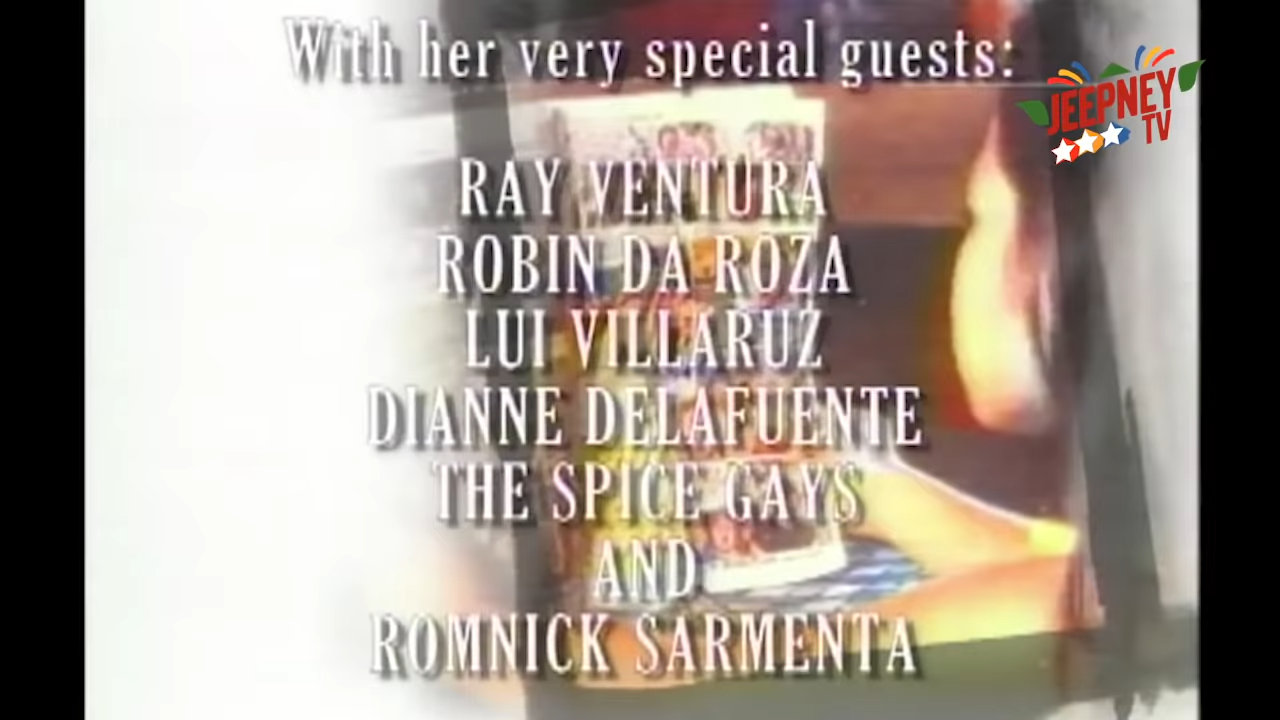 With her very special guests:
JEEPNEY
TV
RAY VENTURA
ROBIN DA ROZA
LUI VILLARUZ
DIANNE DELAFUENTE
THE SPICE GAYS
AND
ROMNICK SARMENTA